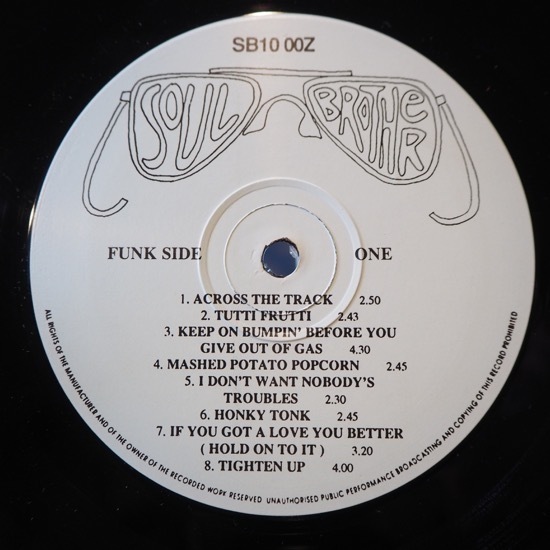 SB10 00Z
SOUL BROTHER
FUNK SIDE ONE
1. ACROSS THE TRACK 2.50
2. TUTTI FRUTTI 2.43
3. KEEP ON BUMPIN' BEFORE YOU
GIVE OUT OF GAS 4.30
4. MASHED POTATO POPCORN 2.45
5. I DON'T WANT NOBODY'S
TROUBLES 2.30
6. HONKY TONK 2.45
7. IF YOU GOT A LOVE YOU BETTER
( HOLD ON TO IT ) 3.20
8. TIGHTEN UP 4.00
ALL RIGHTS OF THE MANUFACTURER AND OF THE OWNER OF THE RECORDED WORK RESERVED UNAUTHORISED PUBLIC PERFORMANCE BROADCASTING AND COPYING OF THIS RECORD PROHIBITED